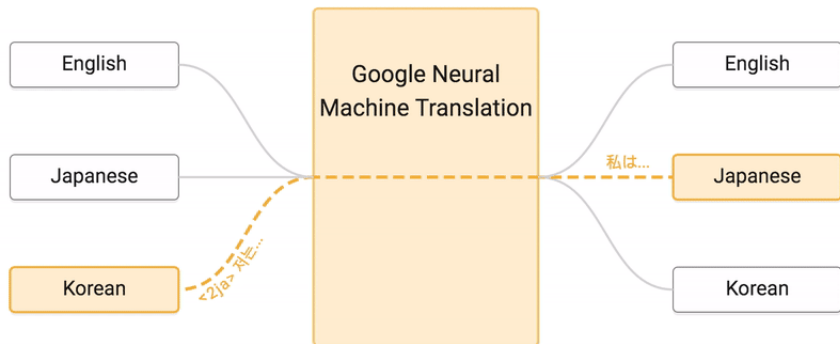 English
Japanese
Korean
<2ja> 저는...
Google Neural
Machine Translation
私は...
English
Japanese
Korean